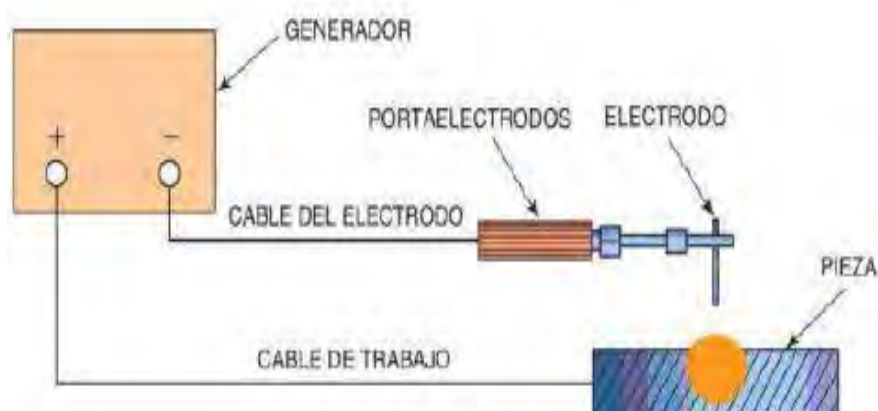 GENERADOR
PORTAELECTRODOS
ELECTRODO
+
-
CABLE DEL ELECTRODO
PIEZA
CABLE DE TRABAJO